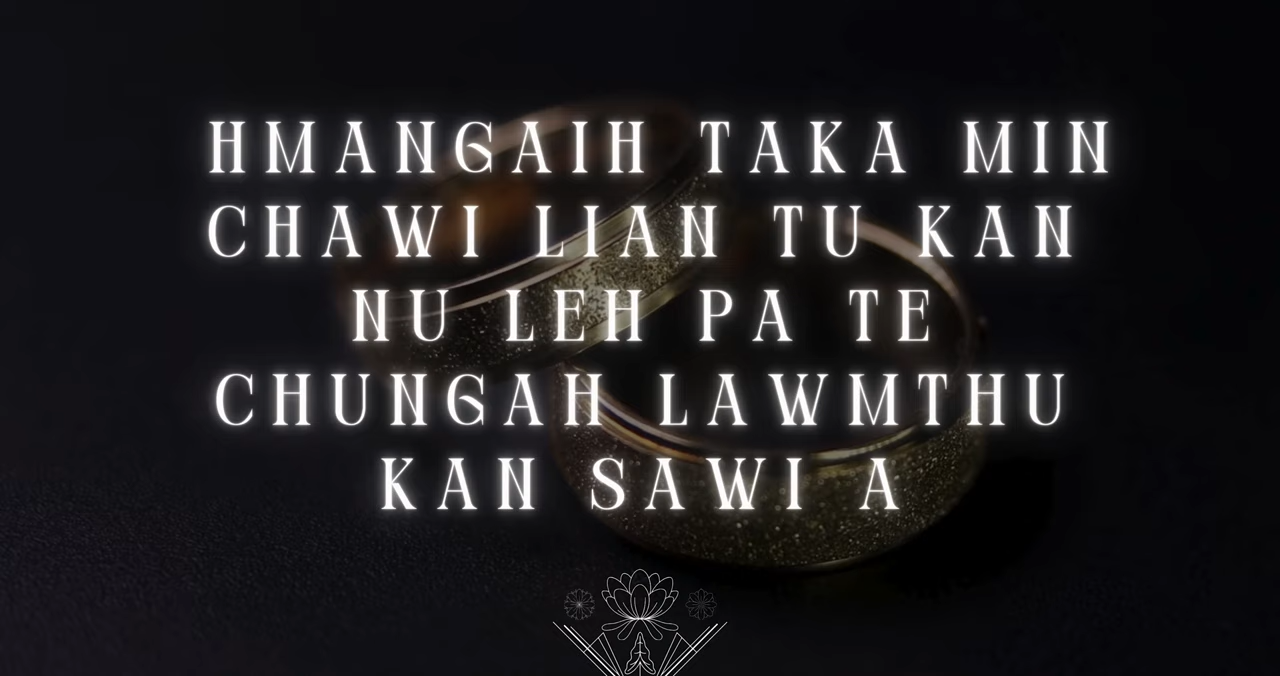 HMANGAIH TAKA MIN
CHAWI LIAN TU KAN
NU LEH PA TE
CHUNGAH LAWMTHU
KAN SAWI A